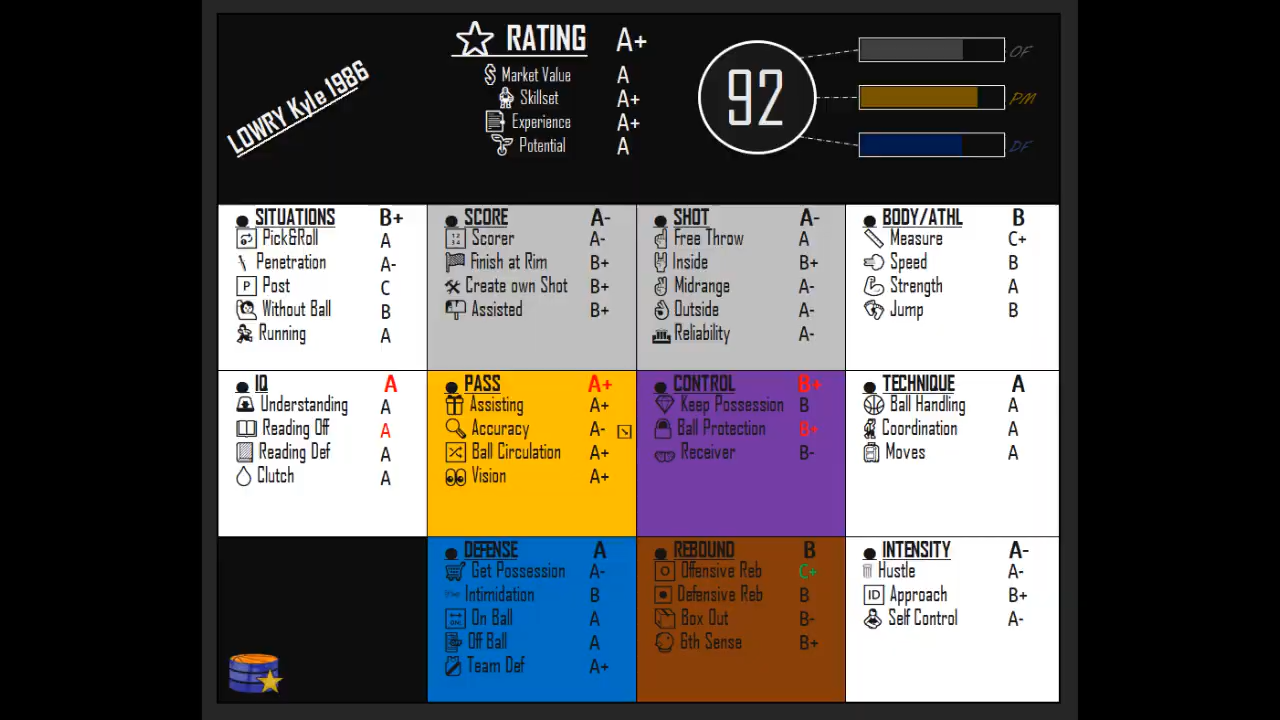 LOWRY Kyle 1986
RATING A+
Market Value A
Skillset A+
Experience A+
Potential A
92
OF
PM
DF
SITUATIONS B+
Pick&Roll A
Penetration A-
P Post C
Without Ball B
Running A
SCORE A-
Scorer A-
Finish at Rim B+
Create own Shot B+
Assisted B+
SHOT A-
Free Throw A
Inside B+
Midrange A-
Outside A-
Reliability A-
BODY/ATHL B
Measure C+
Speed B
Strength A
Jump B
IQ A
Understanding A
Reading Off A
Reading Def A
Clutch A
PASS A+
Assisting A+
Accuracy A-
Ball Circulation A+
Vision A+
CONTROL B+
Keep Possession B
Ball Protection B+
Receiver B-
TECHNIQUE A
Ball Handling A
Coordination A
Moves A
DEFENSE A
Get Possession A-
Intimidation B
On Ball A
Off Ball A
Team Def A+
REBOUND B
Offensive Reb C+
Defensive Reb B
Box Out B-
6th Sense B+
INTENSITY A-
Hustle A-
ID Approach B+
Self Control A-